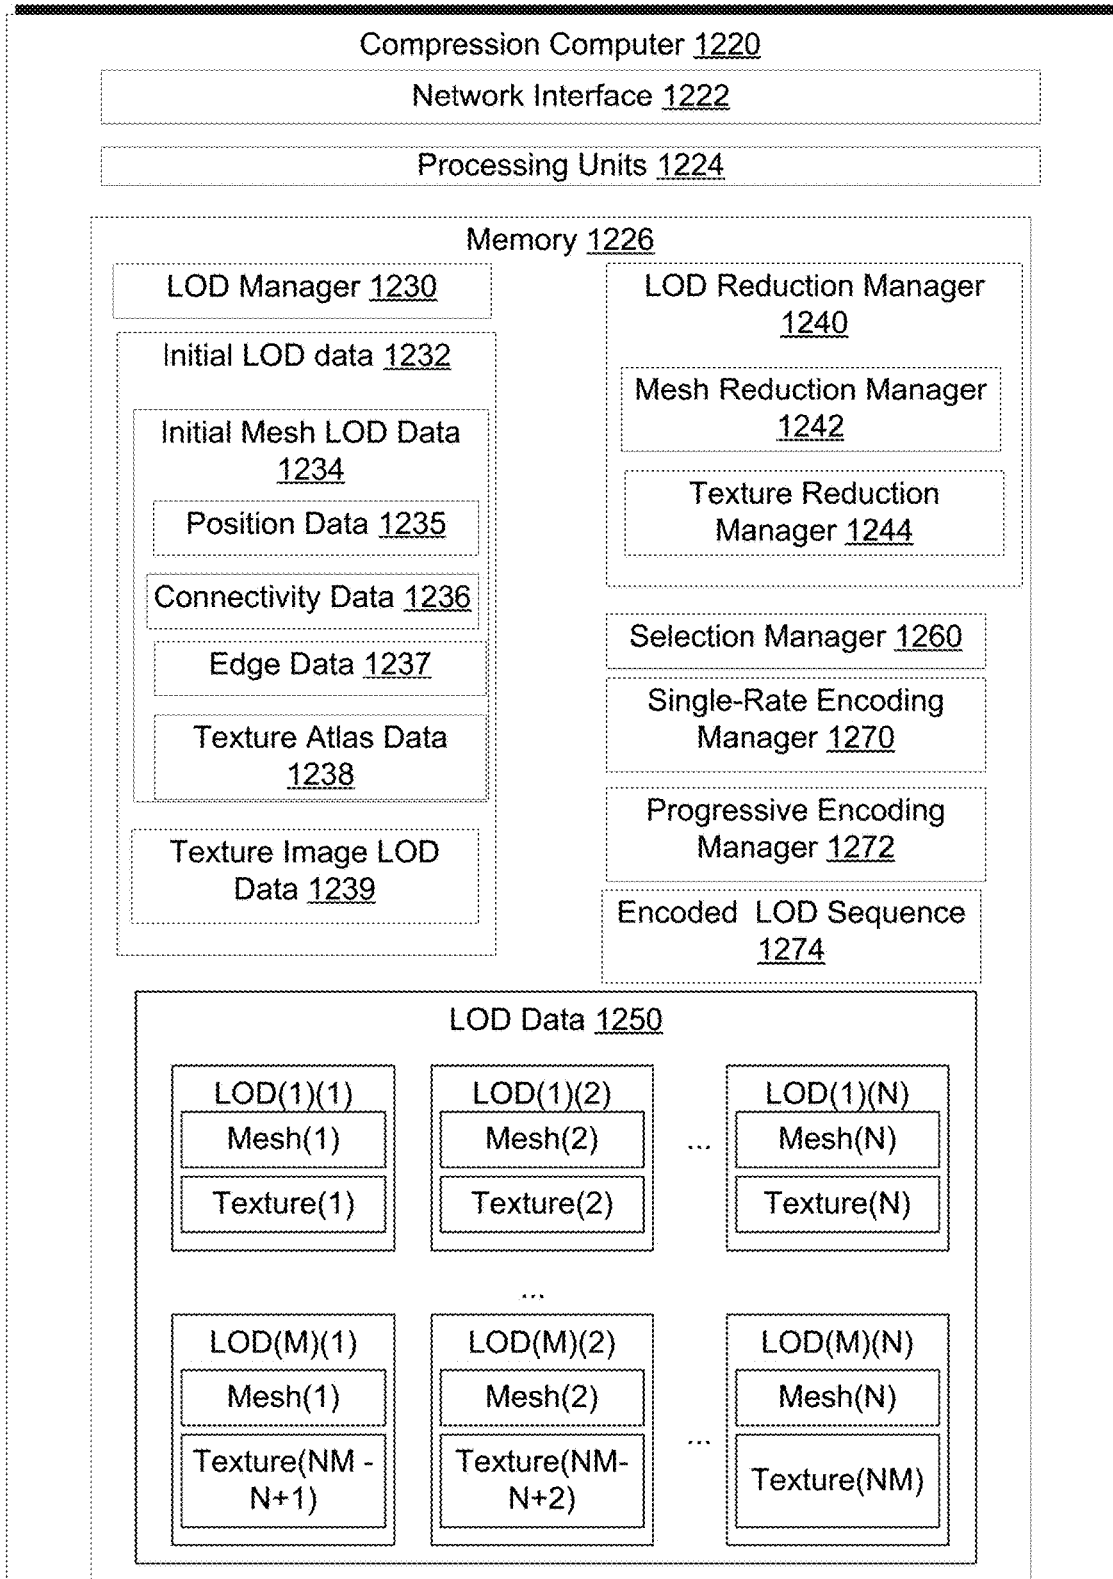 Compression Computer 1220
Network Interface 1222
Processing Units 1224
Memory 1226
LOD Manager 1230
Initial LOD data 1232
Initial Mesh LOD Data
1234
Position Data 1235
Connectivity Data 1236
Edge Data 1237
Texture Atlas Data
1238
Texture Image LOD
Data 1239
LOD Reduction Manager
1240
Mesh Reduction Manager
1242
Texture Reduction
Manager 1244
Selection Manager 1260
Single-Rate Encoding
Manager 1270
Progressive Encoding
Manager 1272
Encoded LOD Sequence
1274
LOD Data 1250
LOD(1)(1)
Mesh(1)
Texture(1)
LOD(1)(2)
Mesh(2)
Texture(2)
...
LOD(1)(N)
Mesh(N)
Texture(N)
...
LOD(M)(1)
Mesh(1)
Texture(NM -
N+1)
LOD(M)(2)
Mesh(2)
Texture(NM-
N+2)
...
LOD(M)(N)
Mesh(N)
Texture(NM)